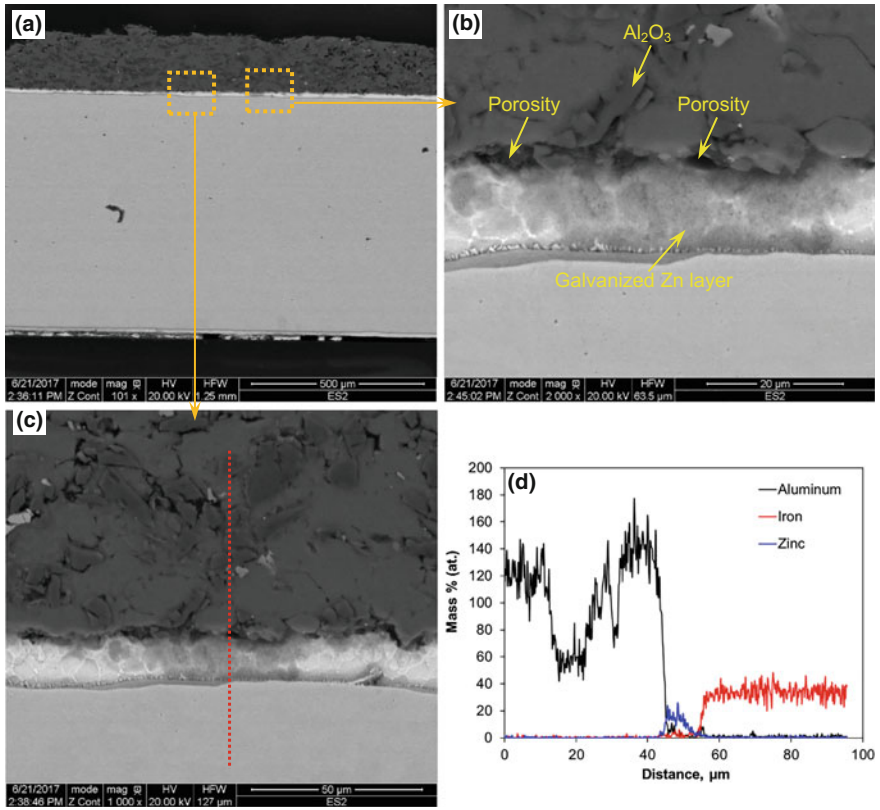 (a)
6/21/2017 mode mag HV HFW 500 µm
2:36:11 PM Z Cont 101 x 20.00 kV 1.25 mm ES2
(b)
Al₂O₃
Porosity Porosity
Galvanized Zn layer
6/21/2017 mode mag HV HFW 20 µm
2:45:02 PM Z Cont 2 000 x 20.00 kV 63.5 µm ES2
(c)
6/21/2017 mode mag HV HFW 50 µm
2:38:46 PM Z Cont 1 000 x 20.00 kV 127 µm ES2
(d)
Aluminum
Iron
Zinc
Mass % (at.)
200
180
160
140
120
100
80
60
40
20
0
0 20 40 60 80 100
Distance, µm